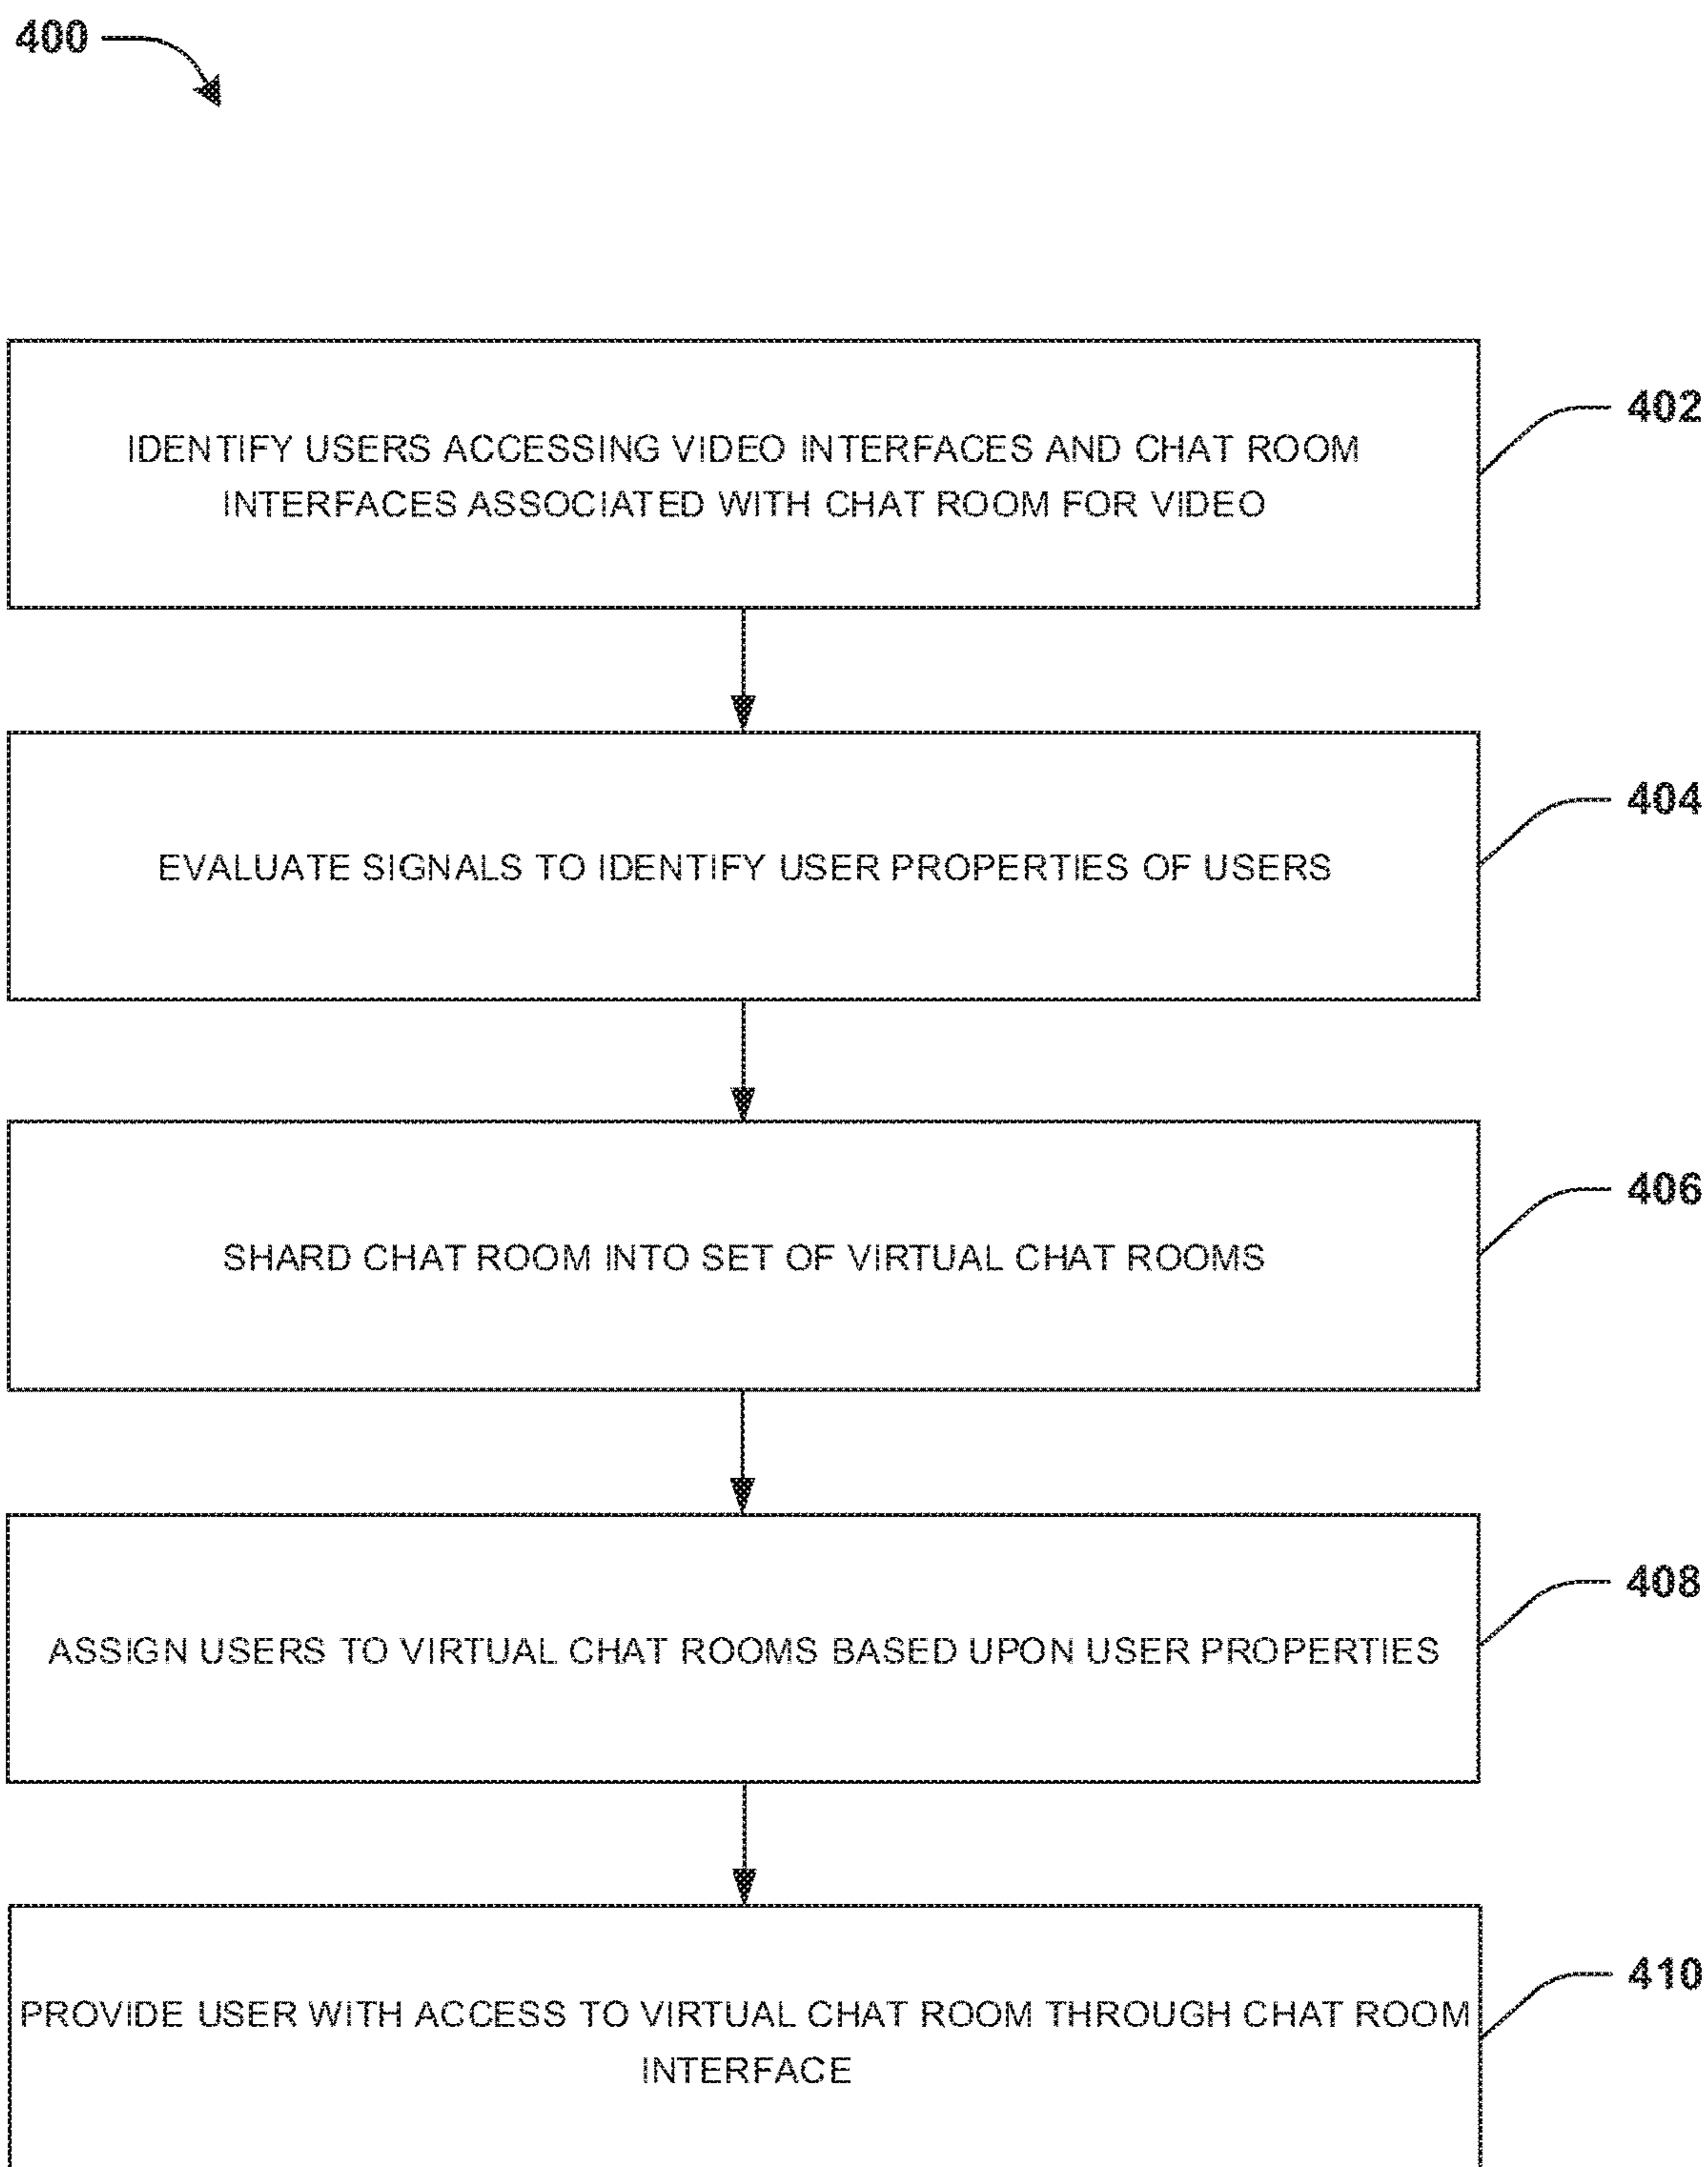 400
IDENTIFY USERS ACCESSING VIDEO INTERFACES AND CHAT ROOM
INTERFACES ASSOCIATED WITH CHAT ROOM FOR VIDEO
402
EVALUATE SIGNALS TO IDENTIFY USER PROPERTIES OF USERS
404
SHARD CHAT ROOM INTO SET OF VIRTUAL CHAT ROOMS
406
ASSIGN USERS TO VIRTUAL CHAT ROOMS BASED UPON USER PROPERTIES
408
PROVIDE USER WITH ACCESS TO VIRTUAL CHAT ROOM THROUGH CHAT ROOM
INTERFACE
410